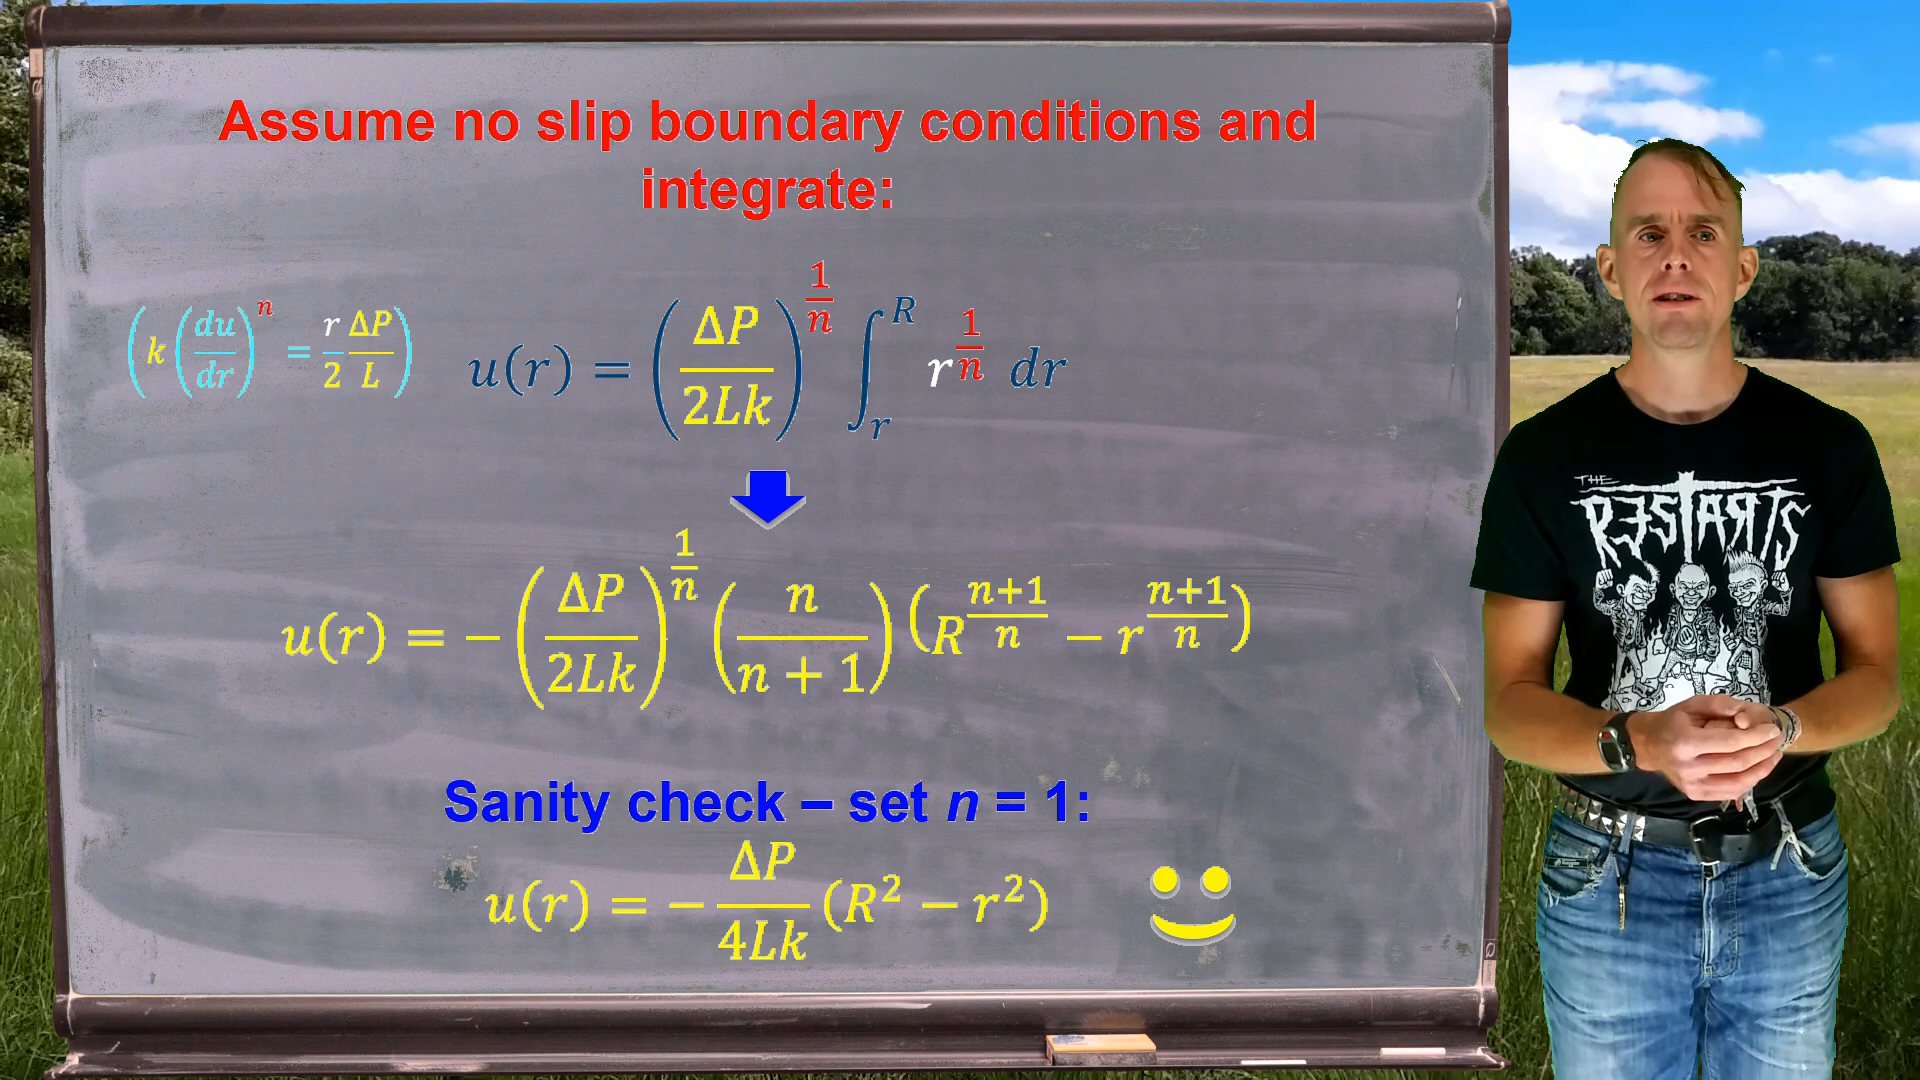 Assume no slip boundary conditions and
integrate:
(k(du/dr)^n = r/2 ΔP/L) u(r) = (ΔP/2Lk)^(1/n) ∫_r^R r^(1/n) dr
u(r) = −(ΔP/2Lk)^(1/n) (n/(n+1)) (R^((n+1)/n) − r^((n+1)/n))
Sanity check – set n = 1:
u(r) = −ΔP/4Lk (R² − r²)
THE
RESTARTS